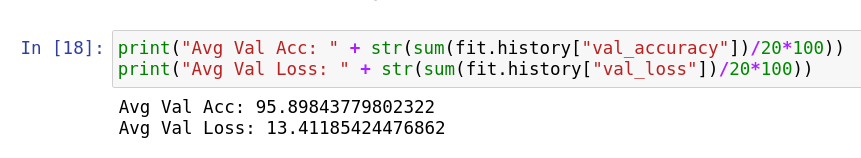 In [18]: print("Avg Val Acc: " + str(sum(fit.history["val_accuracy"])/20*100))
print("Avg Val Loss: " + str(sum(fit.history["val_loss"])/20*100))
Avg Val Acc: 95.89843779802322
Avg Val Loss: 13.41185424476862